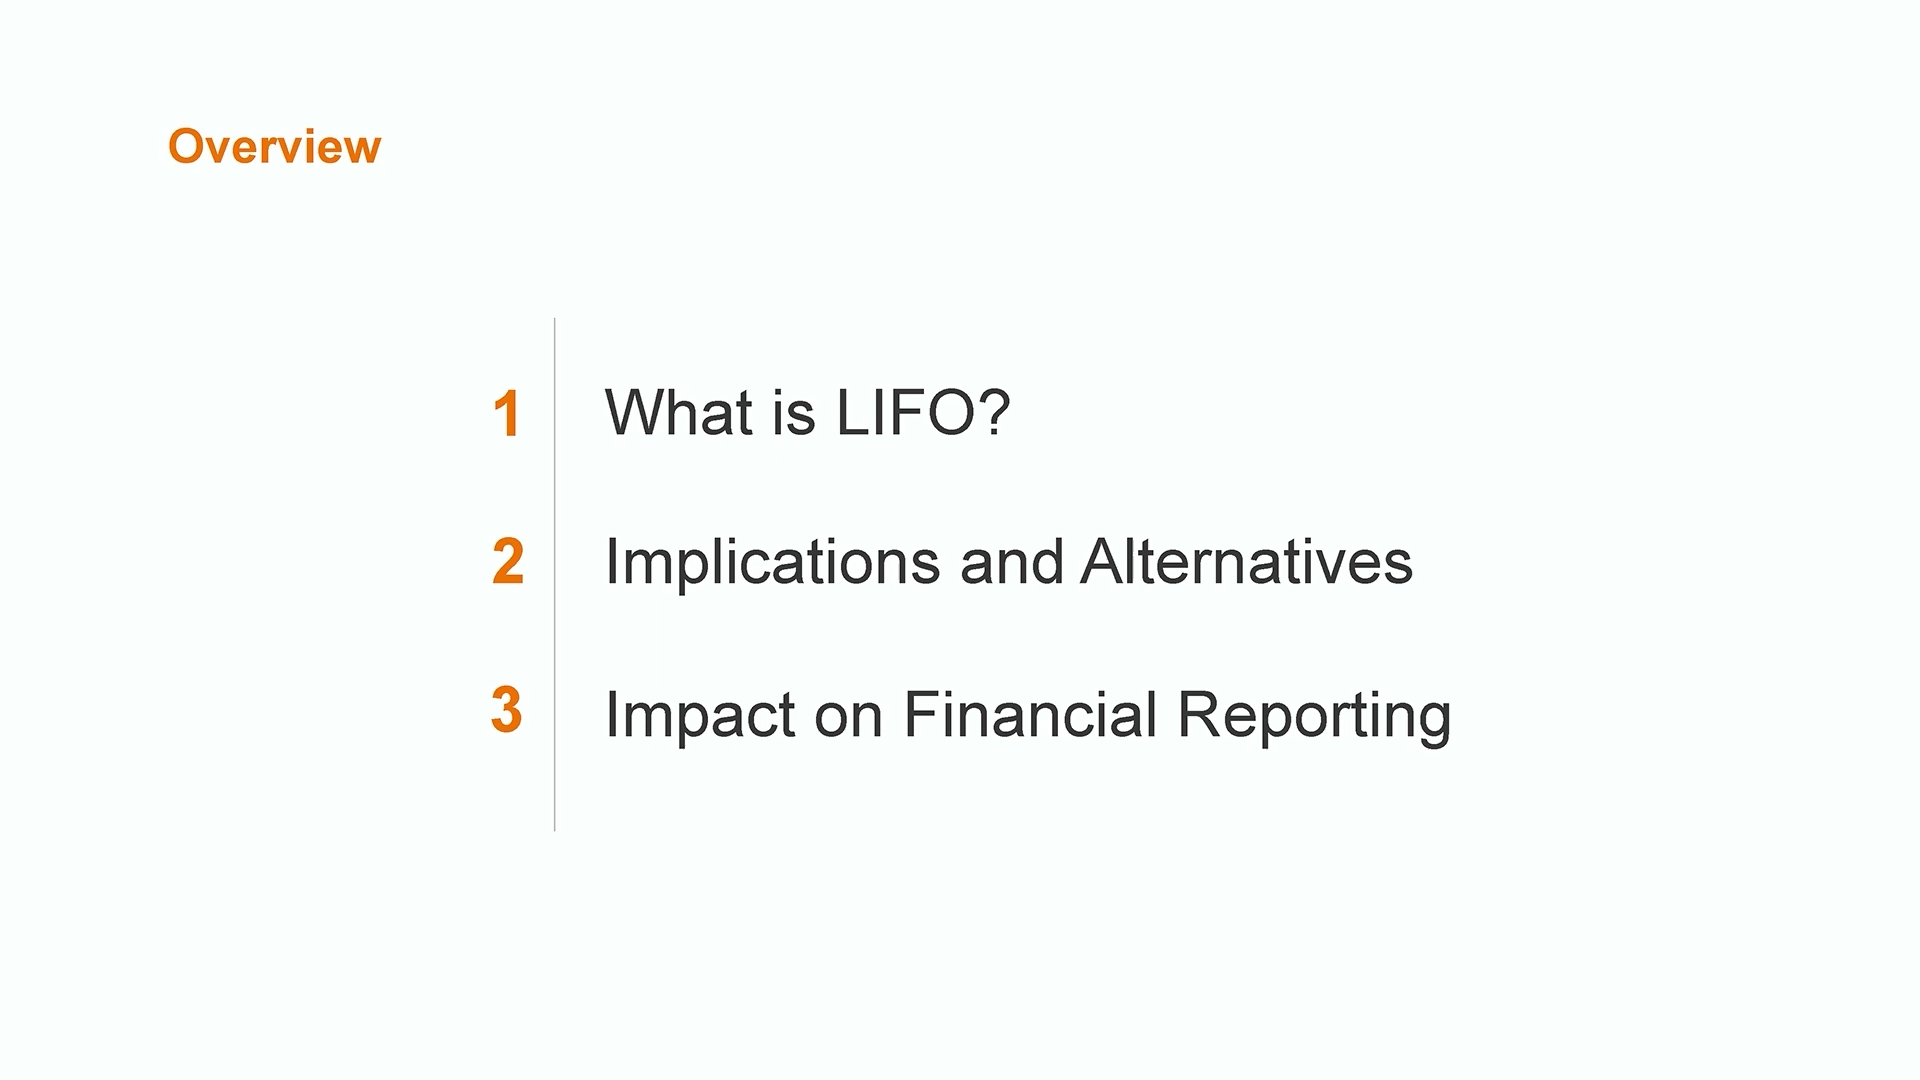 Overview
1 What is LIFO?
2 Implications and Alternatives
3 Impact on Financial Reporting